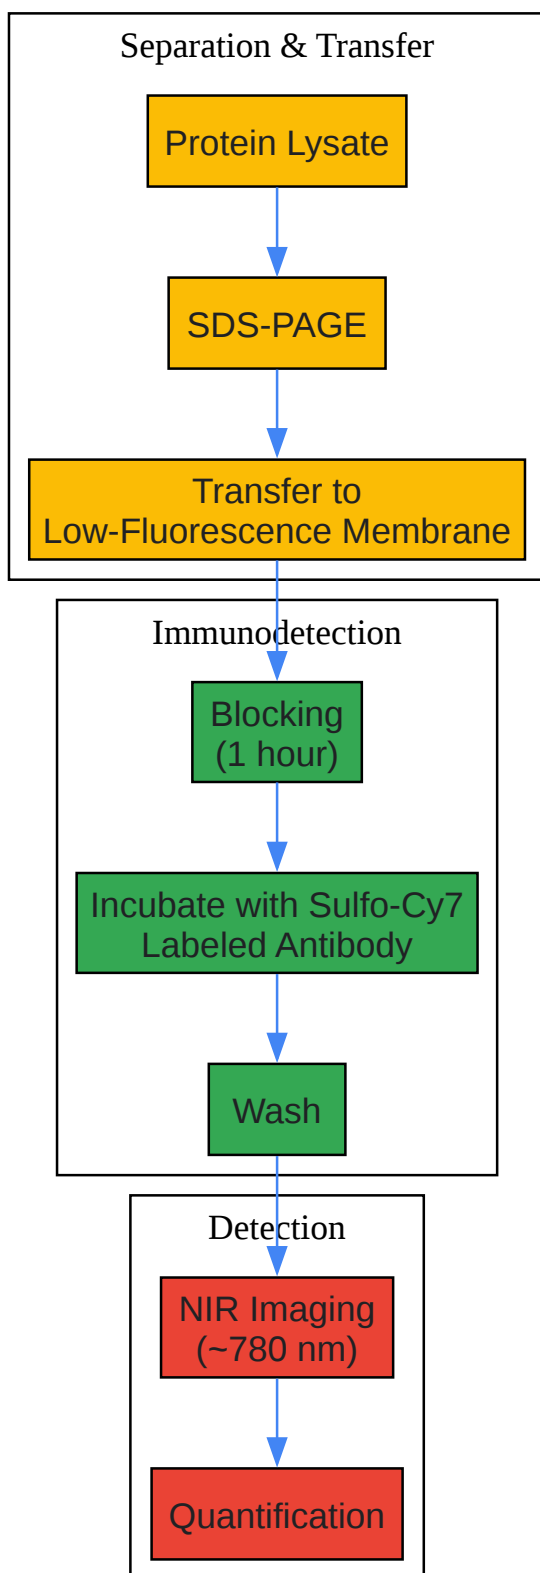 Separation & Transfer
Protein Lysate
SDS-PAGE
Transfer to
Low-Fluorescence Membrane
Immunodetection
Blocking
(1 hour)
Incubate with Sulfo-Cy7
Labeled Antibody
Wash
Detection
NIR Imaging
(~780 nm)
Quantification